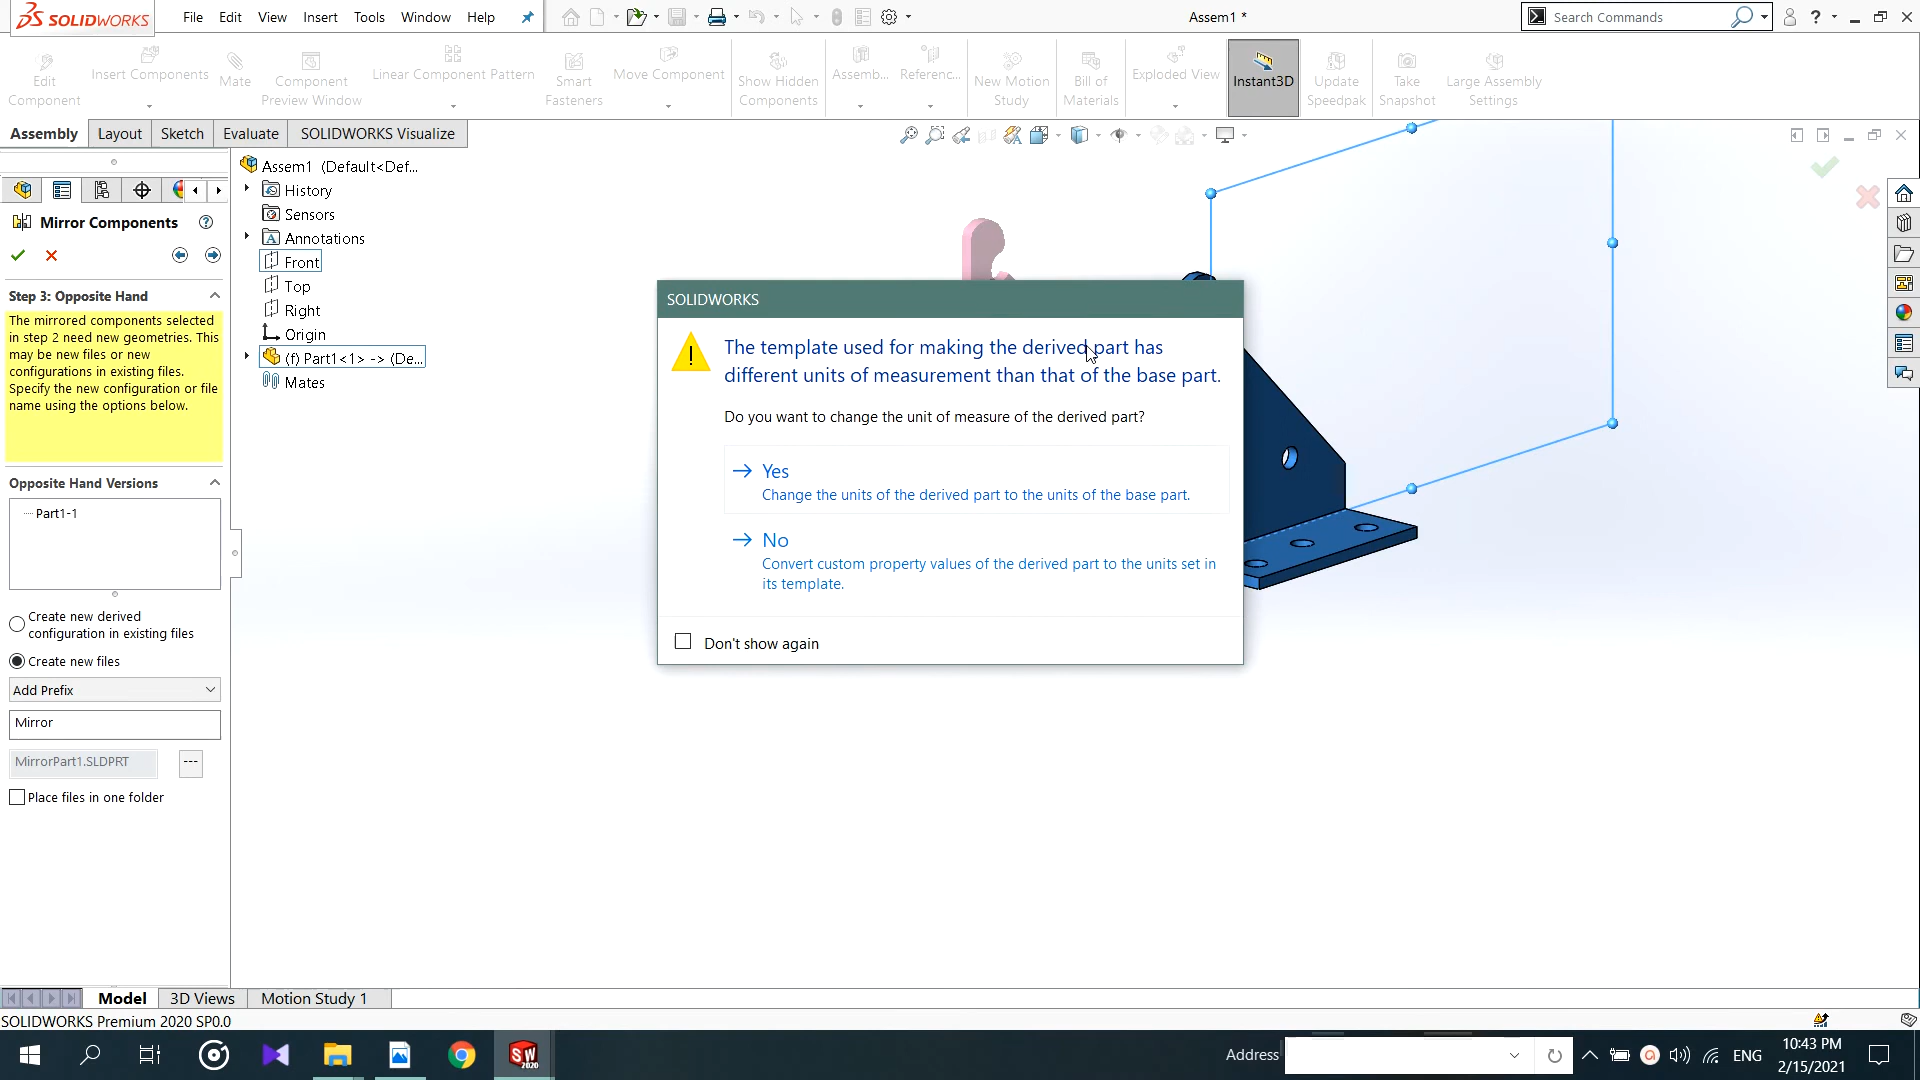 SOLIDWORKS File Edit View Insert Tools Window Help Assem1 * Search Commands ?
Edit Component
Insert Components
Mate
Component Preview Window
Linear Component Pattern
Smart Fasteners
Move Component
Show Hidden Components
Assemb...
Referenc...
New Motion Study
Bill of Materials
Exploded View
Instant3D
Update Speedpak
Take Snapshot
Large Assembly Settings
Assembly Layout Sketch Evaluate SOLIDWORKS Visualize
Mirror Components
Step 3: Opposite Hand
The mirrored components selected
in step 2 need new geometries. This
may be new files or new
configurations in existing files.
Specify the new configuration or file
name using the options below.
Opposite Hand Versions
Part1-1
Create new derived
configuration in existing files
Create new files
Add Prefix
Mirror
MirrorPart1.SLDPRT ---
Place files in one folder
Assem1 (Default<Def...
History
Sensors
Annotations
Front
Top
Right
Origin
(f) Part1<1> -> (De...
Mates
SOLIDWORKS
The template used for making the derived part has
different units of measurement than that of the base part.
Do you want to change the unit of measure of the derived part?
Yes
Change the units of the derived part to the units of the base part.
No
Convert custom property values of the derived part to the units set in
its template.
Don't show again
Model 3D Views Motion Study 1
SOLIDWORKS Premium 2020 SP0.0
SW
2020
Address
ENG
10:43 PM
2/15/2021